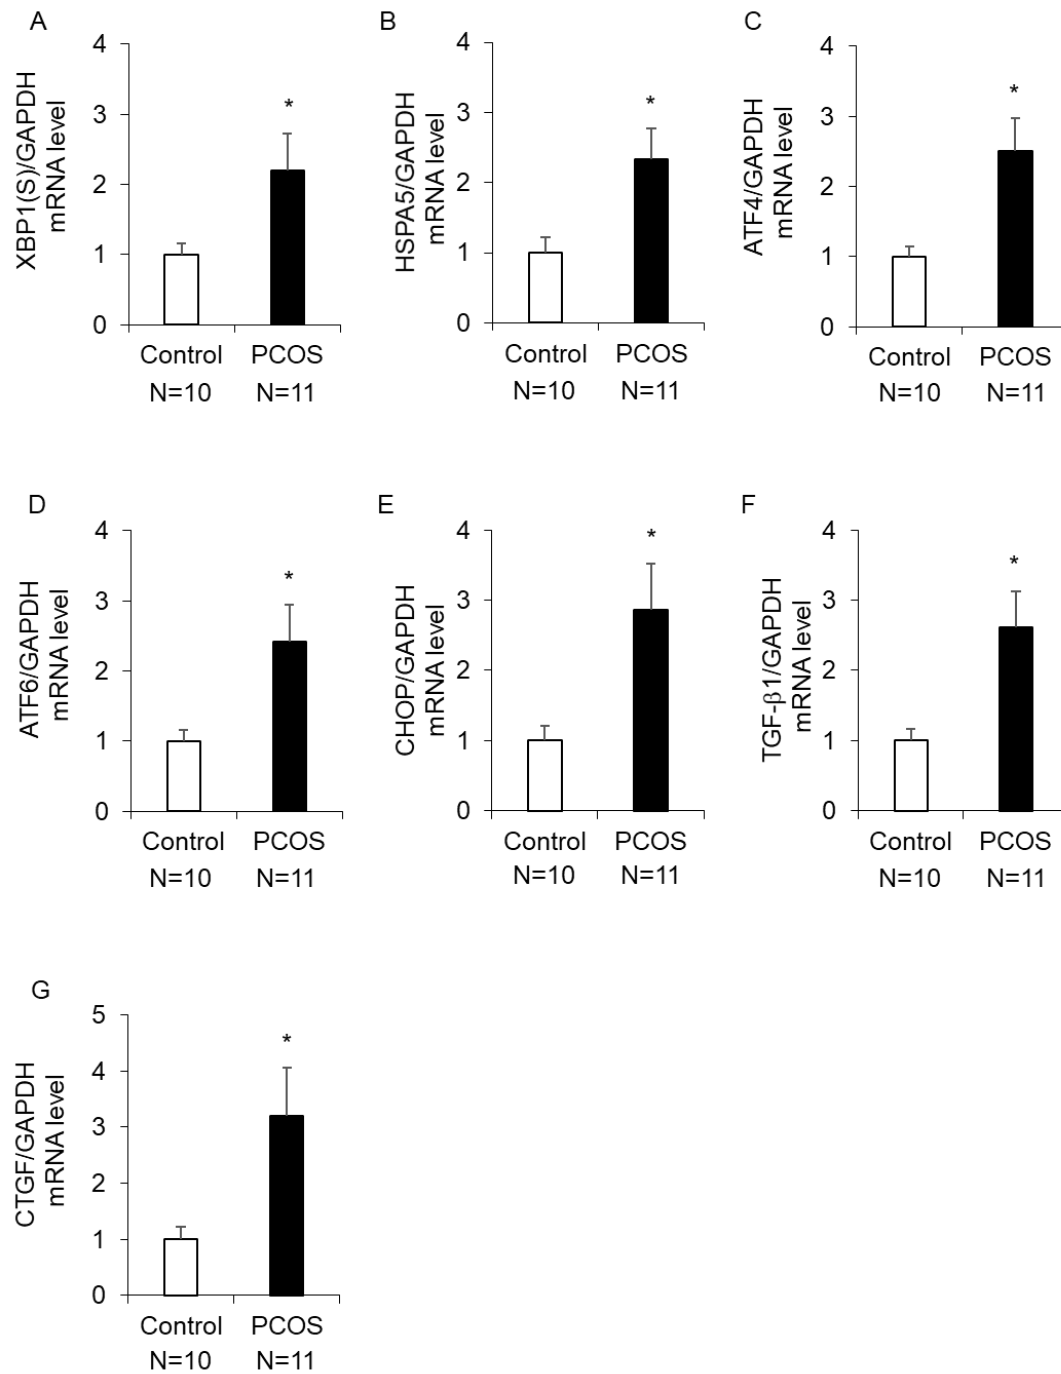 A
XBP1(S)/GAPDH
mRNA level
4
3
2
1
0
*
Control
PCOS
N=10
N=11
B
HSPA5/GAPDH
mRNA level
4
3
2
1
0
*
Control
PCOS
N=10
N=11
C
ATF4/GAPDH
mRNA level
4
3
2
1
0
*
Control
PCOS
N=10
N=11
D
ATF6/GAPDH
mRNA level
4
3
2
1
0
*
Control
PCOS
N=10
N=11
E
CHOP/GAPDH
mRNA level
4
3
2
1
0
*
Control
PCOS
N=10
N=11
F
TGF-β1/GAPDH
mRNA level
4
3
2
1
0
*
Control
PCOS
N=10
N=11
G
CTGF/GAPDH
mRNA level
5
4
3
2
1
0
*
Control
PCOS
N=10
N=11